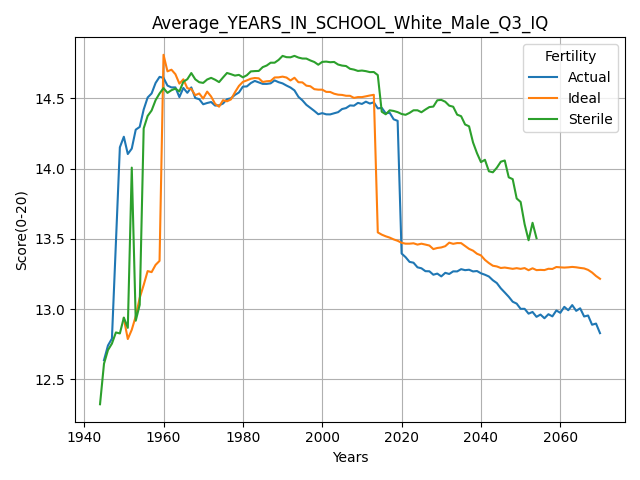 Average_YEARS_IN_SCHOOL_White_Male_Q3_IQ
Fertility
Actual
Ideal
Sterile
Score(0-20)
14.5
14.0
13.5
13.0
12.5
1940 1960 1980 2000 2020 2040 2060
Years